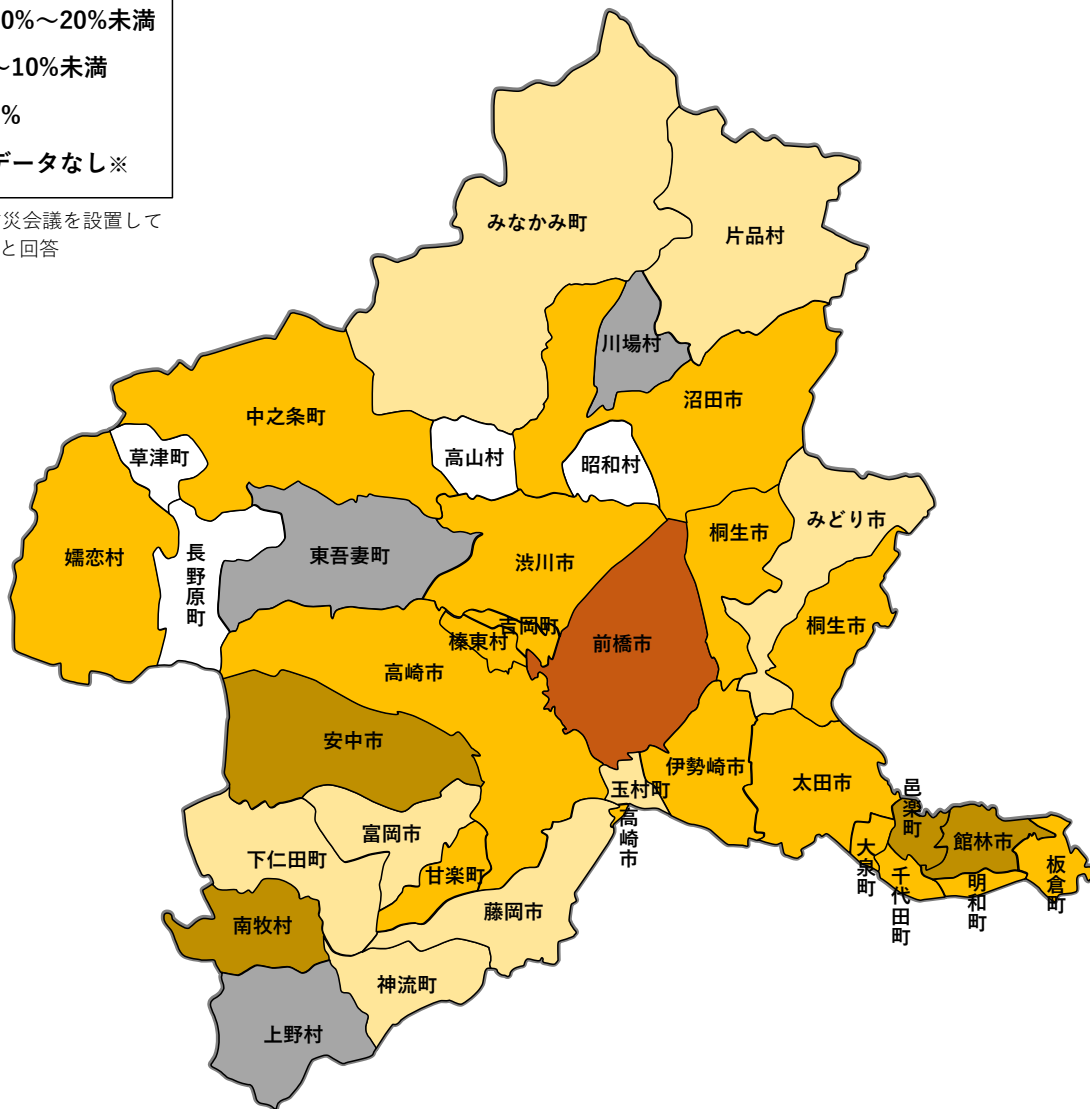 0%～20%未満
～10%未満
%
データなし※
災会議を設置して
と回答
みなかみ町
片品村
川場村
沼田市
中之条町
草津町
高山村
昭和村
みどり市
桐生市
嬬恋村
長野原町
東吾妻町
渋川市
吉岡町
榛東村
前橋市
桐生市
高崎市
安中市
伊勢崎市
玉村町
太田市
邑楽町
高崎市
富岡市
下仁田町
甘楽町
館林市
大泉町
千代田町
明和町
板倉町
藤岡市
南牧村
神流町
上野村